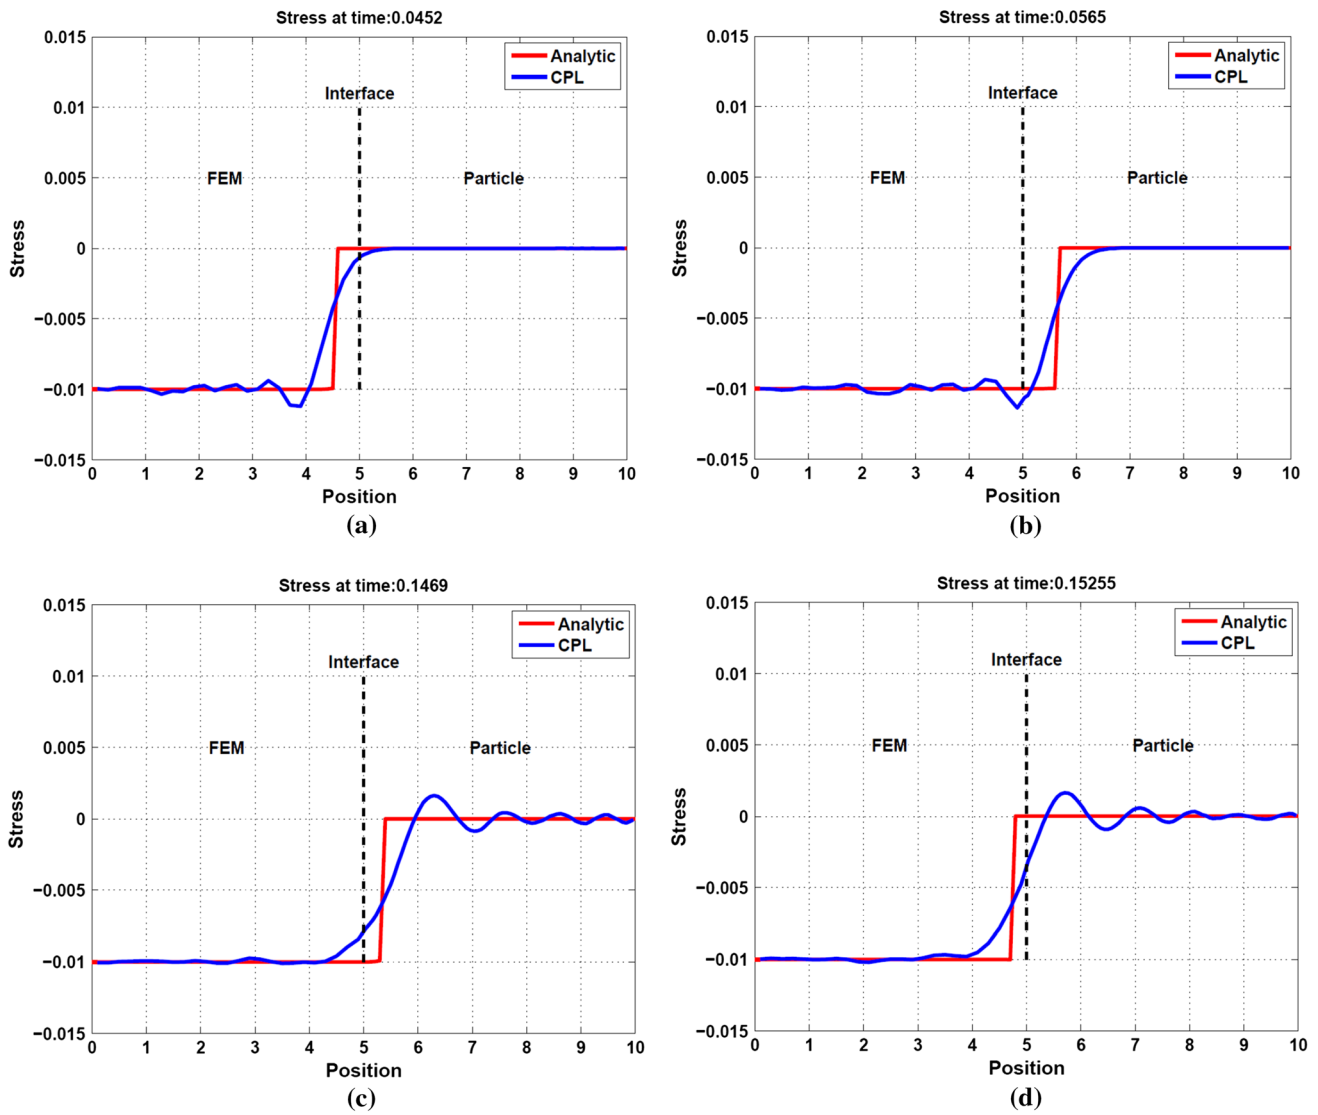 Stress at time:0.0452
0.015
0.01
0.005
0
−0.005
−0.01
−0.015
Stress
Analytic
CPL
Interface
FEM
Particle
0 1 2 3 4 5 6 7 8 9 10
Position
(a)
Stress at time:0.0565
0.015
0.01
0.005
0
−0.005
−0.01
−0.015
Stress
Analytic
CPL
Interface
FEM
Particle
0 1 2 3 4 5 6 7 8 9 10
Position
(b)
Stress at time:0.1469
0.015
0.01
0.005
0
−0.005
−0.01
−0.015
Stress
Analytic
CPL
Interface
FEM
Particle
0 1 2 3 4 5 6 7 8 9 10
Position
(c)
Stress at time:0.15255
0.015
0.01
0.005
0
−0.005
−0.01
−0.015
Stress
Analytic
CPL
Interface
FEM
Particle
0 1 2 3 4 5 6 7 8 9 10
Position
(d)